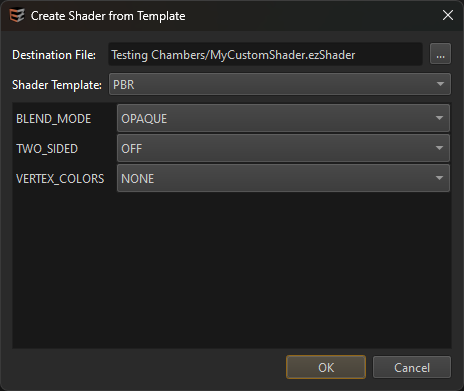 Create Shader from Template
Destination File: Testing Chambers/MyCustomShader.ezShader ...
Shader Template: PBR
BLEND_MODE OPAQUE
TWO_SIDED OFF
VERTEX_COLORS NONE
OK Cancel